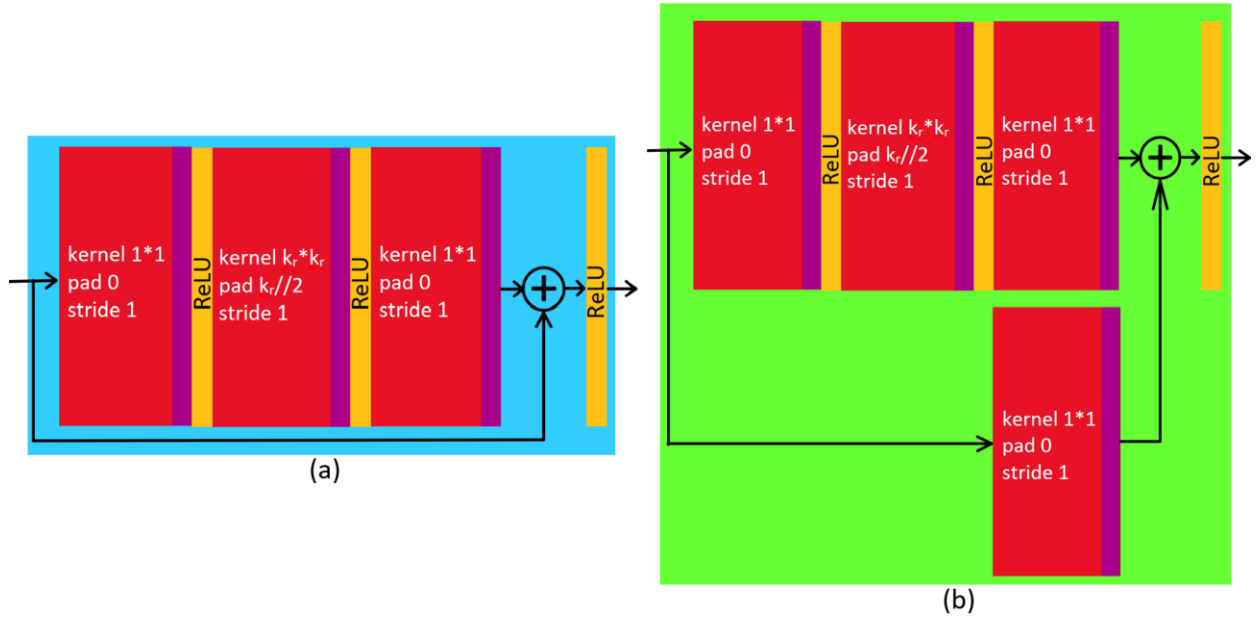 kernel 1*1
pad 0
stride 1
ReLU
kernel kᵣ*kᵣ
pad kᵣ//2
stride 1
ReLU
kernel 1*1
pad 0
stride 1
+
ReLU
(a)
kernel 1*1
pad 0
stride 1
ReLU
kernel kᵣ*kᵣ
pad kᵣ//2
stride 1
ReLU
kernel 1*1
pad 0
stride 1
+
ReLU
kernel 1*1
pad 0
stride 1
(b)